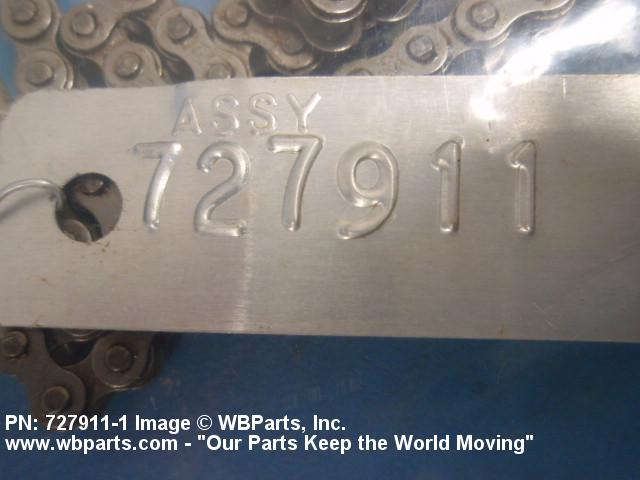 ASSY
727911
PN: 727911-1 Image © WBParts, Inc.
www.wbparts.com - "Our Parts Keep the World Moving"